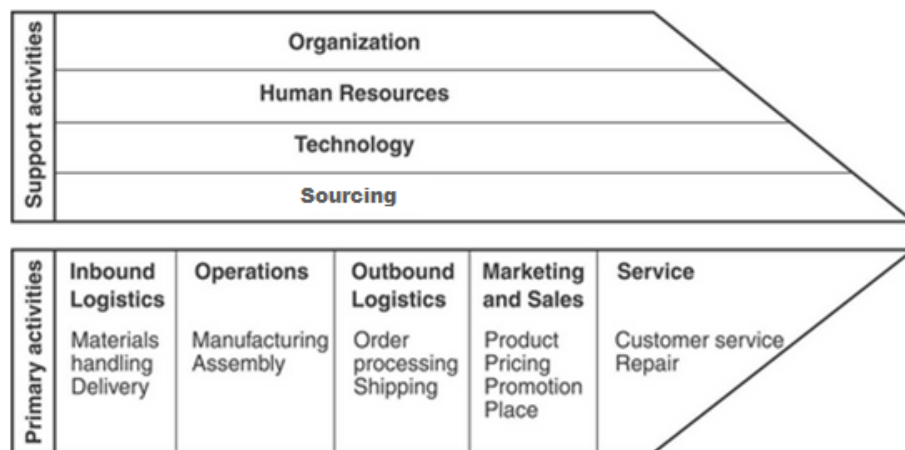 Support activities
Organization
Human Resources
Technology
Sourcing
Primary activities
Inbound
Logistics
Materials
handling
Delivery
Operations
Manufacturing
Assembly
Outbound
Logistics
Order
processing
Shipping
Marketing
and Sales
Product
Pricing
Promotion
Place
Service
Customer service
Repair